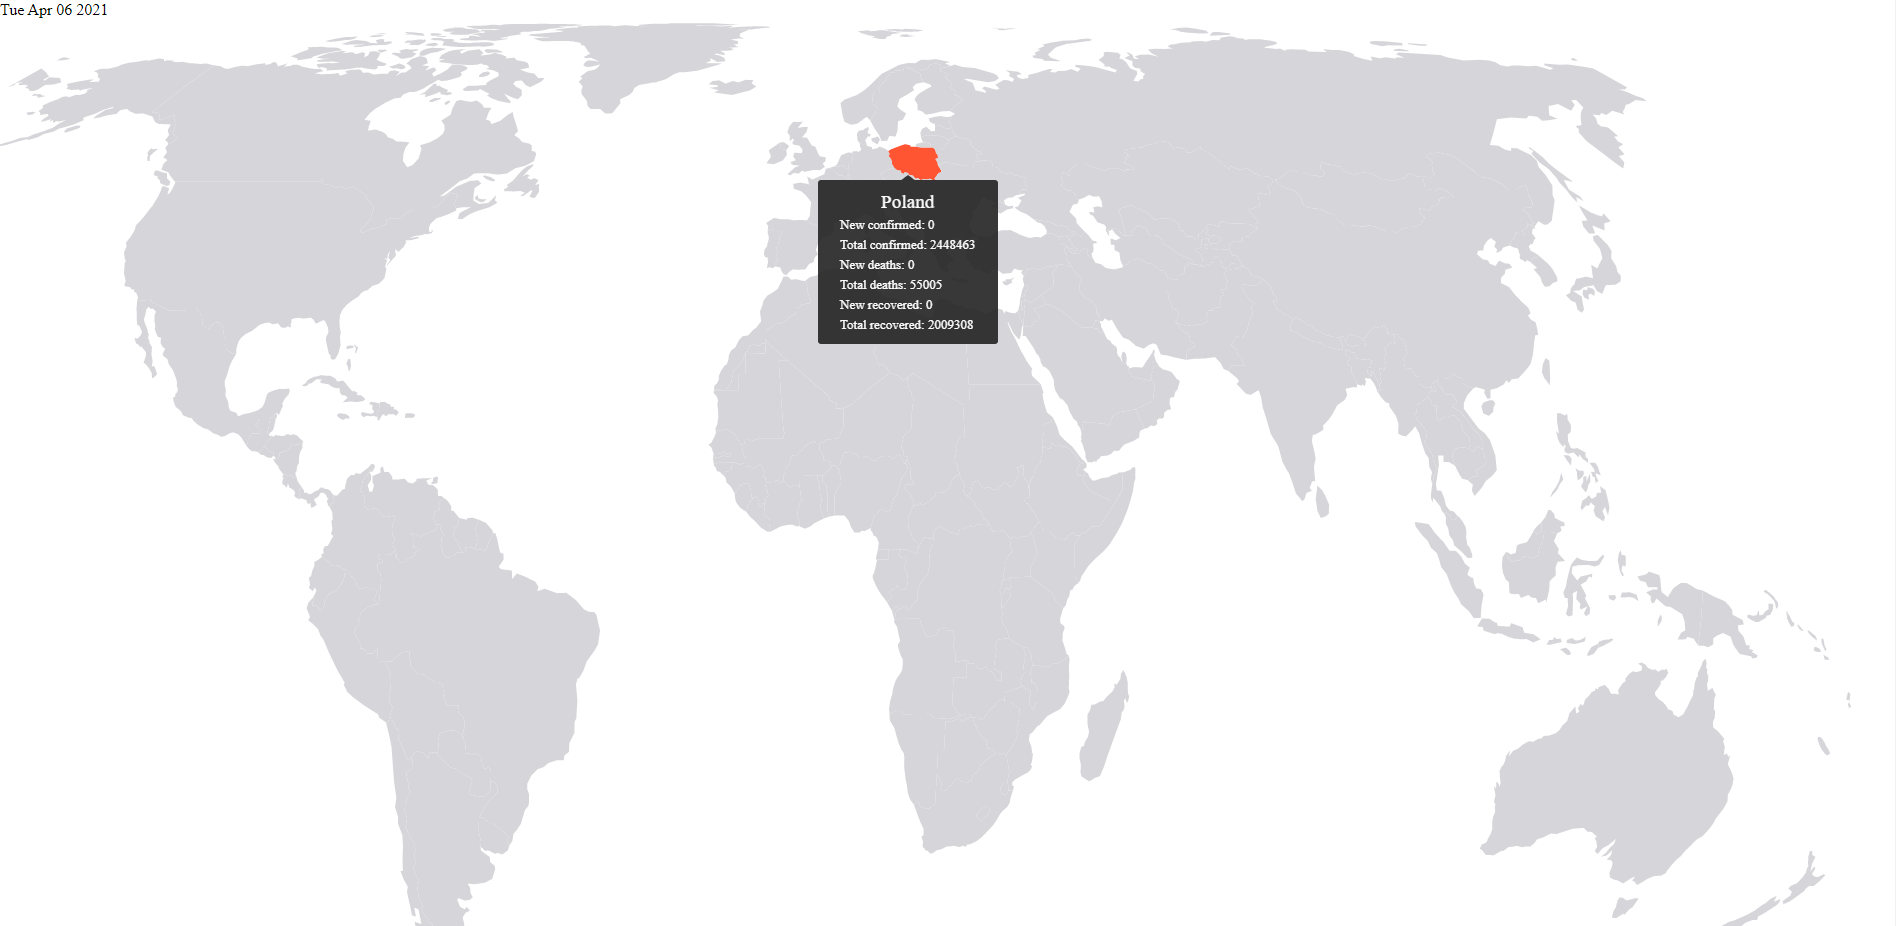 Tue Apr 06 2021
Poland
New confirmed: 0
Total confirmed: 2448463
New deaths: 0
Total deaths: 55005
New recovered: 0
Total recovered: 2009308